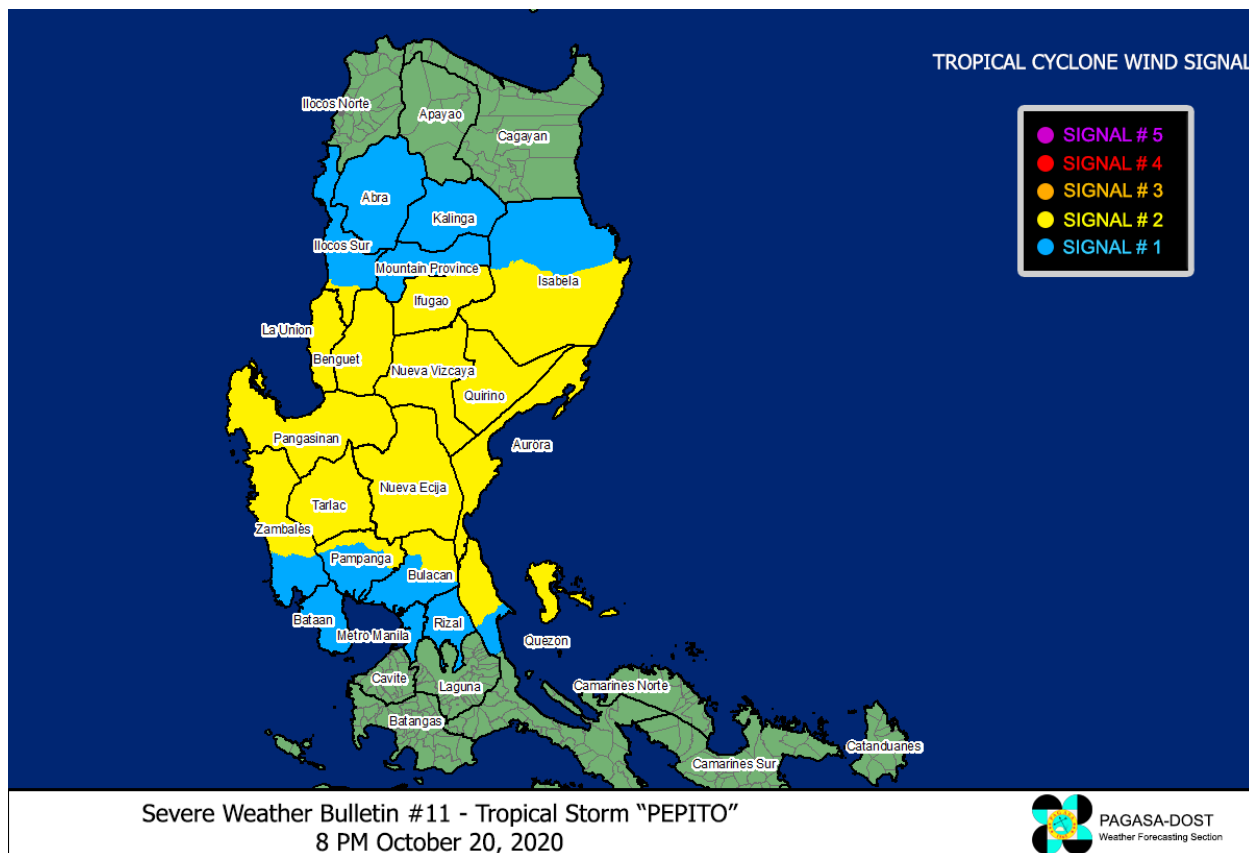 TROPICAL CYCLONE WIND SIGNAL
SIGNAL # 5
SIGNAL # 4
SIGNAL # 3
SIGNAL # 2
SIGNAL # 1
Ilocos Norte
Apayao
Cagayan
Abra
Kalinga
Ilocos Sur
Mountain Province
Isabela
Ifugao
La Union
Benguet
Nueva Vizcaya
Quirino
Pangasinan
Aurora
Nueva Ecija
Tarlac
Zambales
Pampanga
Bulacan
Bataan
Metro Manila
Rizal
Quezon
Cavite
Laguna
Camarines Norte
Batangas
Catanduanes
Camarines Sur
Severe Weather Bulletin #11 - Tropical Storm “PEPITO”
8 PM October 20, 2020
PAGASA-DOST
Weather Forecasting Section